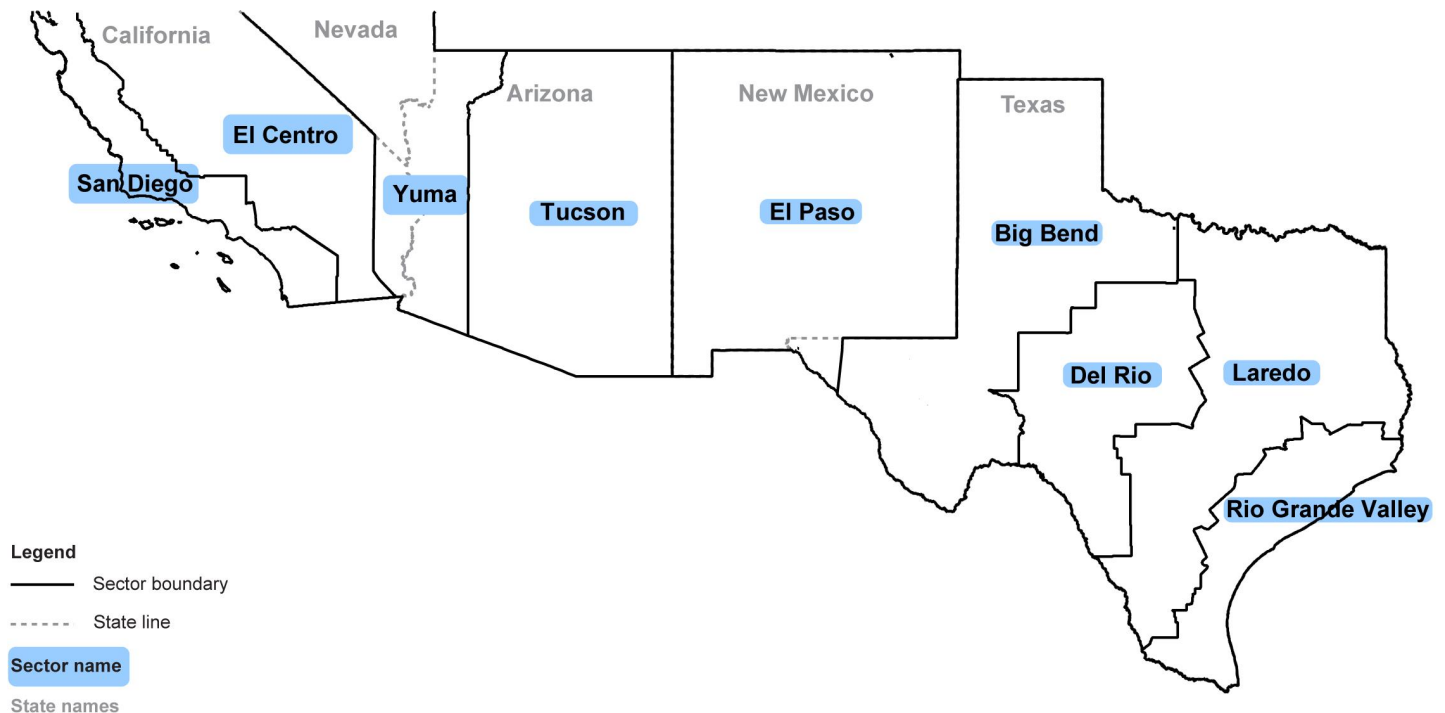 California
Nevada
Arizona
New Mexico
Texas
El Centro
San Diego
Yuma
Tucson
El Paso
Big Bend
Del Rio
Laredo
Rio Grande Valley
Legend
Sector boundary
State line
Sector name
State names